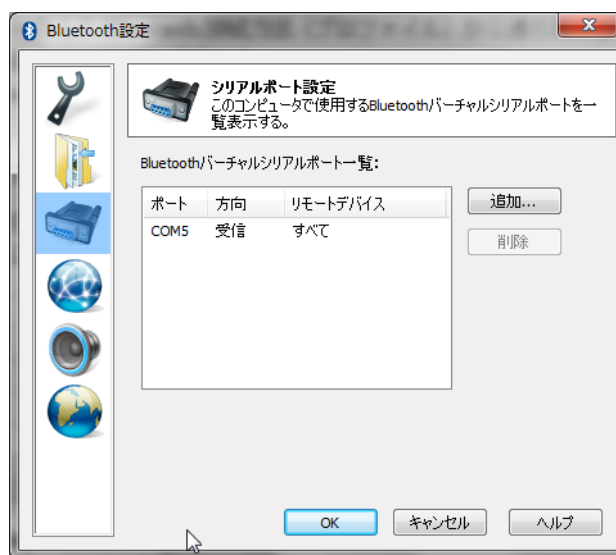 Bluetooth設定
シリアルポート設定
このコンピュータで使用するBluetoothバーチャルシリアルポートを一
覧表示する。
Bluetoothバーチャルシリアルポート一覧:
ポート 方向 リモートデバイス
COM5 受信 すべて
追加...
削除
OK キャンセル ヘルプ